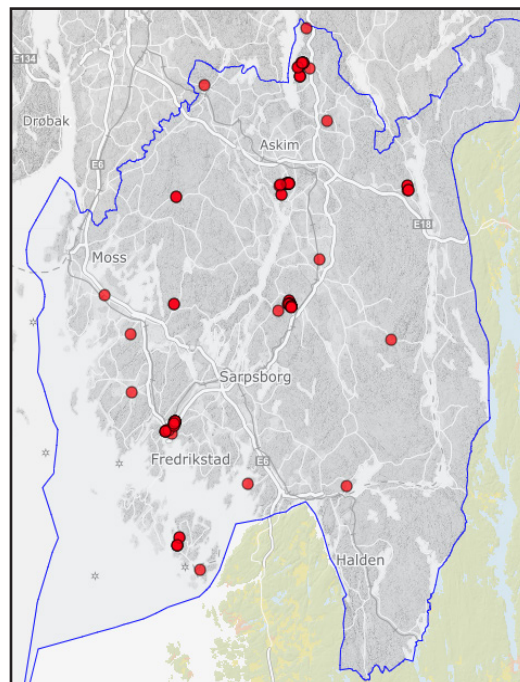 E134
Drøbak
E6
Askim
E18
Moss
Sarpsborg
Fredrikstad
E6
Halden